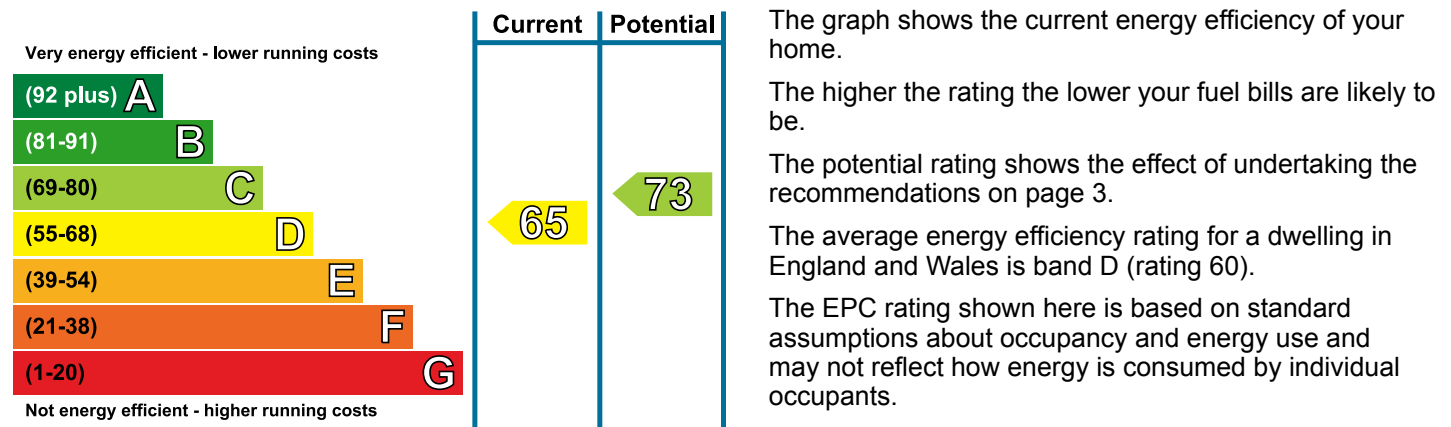 Current Potential
Very energy efficient - lower running costs
(92 plus) A
(81-91) B
(69-80) C
(55-68) D
(39-54) E
(21-38) F
(1-20) G
Not energy efficient - higher running costs
65
73
The graph shows the current energy efficiency of your
home.
The higher the rating the lower your fuel bills are likely to
be.
The potential rating shows the effect of undertaking the
recommendations on page 3.
The average energy efficiency rating for a dwelling in
England and Wales is band D (rating 60).
The EPC rating shown here is based on standard
assumptions about occupancy and energy use and
may not reflect how energy is consumed by individual
occupants.